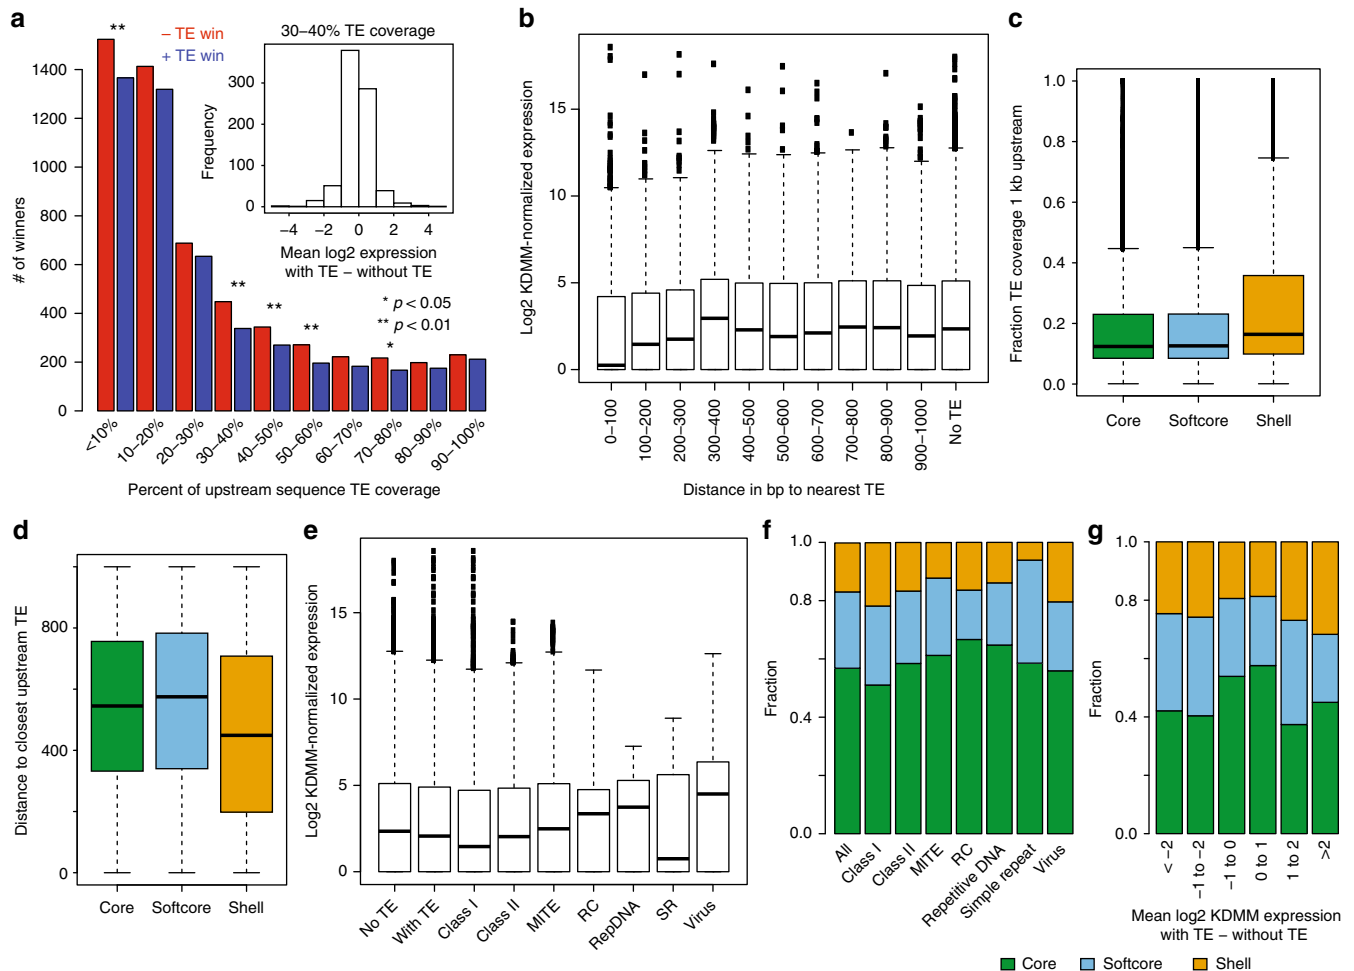 a
**
– TE win
+ TE win
1400
1200
1000
800
600
400
200
0
# of winners
30–40% TE coverage
Frequency
300
200
100
0
−4 −2 0 2 4
Mean log2 expression
with TE – without TE
**
**
**
*
* p < 0.05
** p < 0.01
<10% 10–20% 20–30% 30–40% 40–50% 50–60% 60–70% 70–80% 80–90% 90–100%
Percent of upstream sequence TE coverage
b
Log2 KDMM-normalized expression
15
10
5
0
0–100 100–200 200–300 300–400 400–500 500–600 600–700 700–800 800–900 900–1000 No TE
Distance in bp to nearest TE
c
Fraction TE coverage 1 kb upstream
1.0
0.8
0.6
0.4
0.2
0.0
Core Softcore Shell
d
Distance to closest upstream TE
800
400
0
Core Softcore Shell
e
Log2 KDMM-normalized expression
15
10
5
0
No TE With TE Class I Class II MITE RC RepDNA SR Virus
f
Fraction
1.0
0.8
0.4
0.0
All Class I Class II MITE RC Repetitive DNA Simple repeat Virus
g
Fraction
1.0
0.8
0.4
0.0
< −2 −1 to −2 −1 to 0 0 to 1 1 to 2 >2
Mean log2 KDMM expression
with TE – without TE
Core Softcore Shell